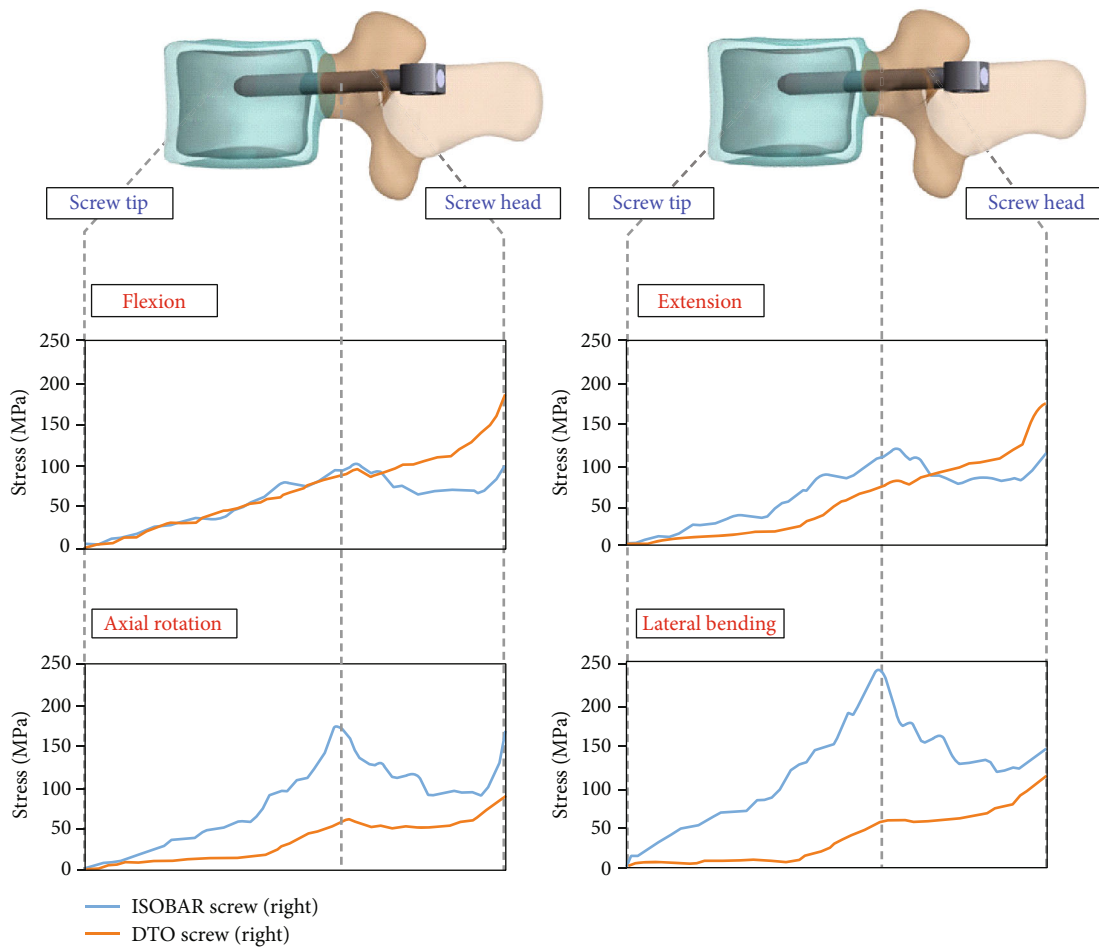 Screw tip
Screw head
Screw tip
Screw head
Flexion
Extension
Stress (MPa)
250
200
150
100
50
0
Stress (MPa)
250
200
150
100
50
0
Axial rotation
Lateral bending
Stress (MPa)
250
200
150
100
50
0
Stress (MPa)
250
200
150
100
50
0
ISOBAR screw (right)
DTO screw (right)